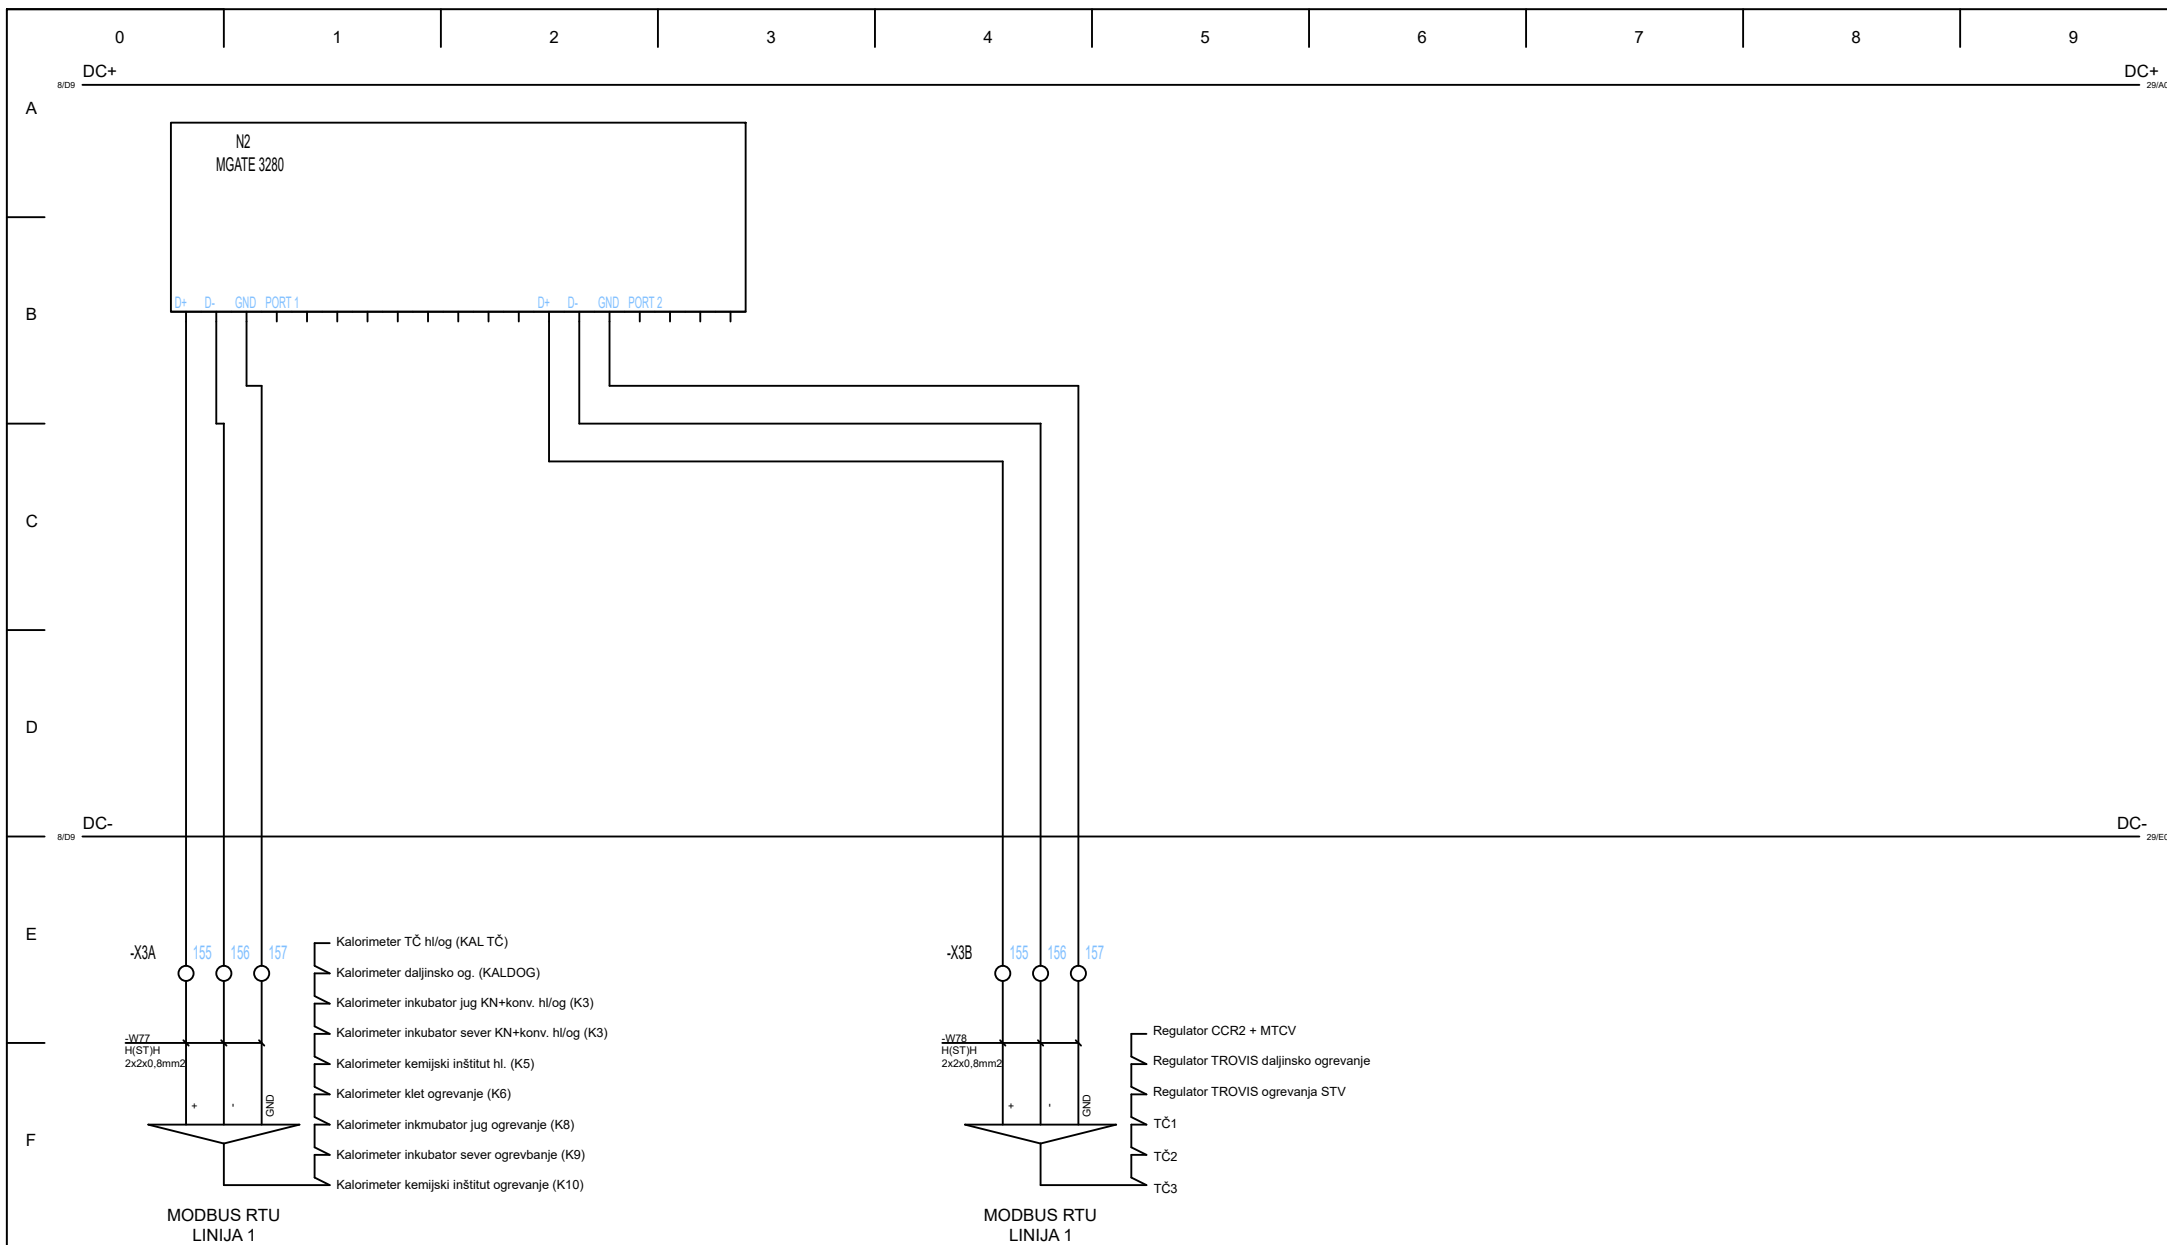 0 1 2 3 4 5 6 7 8 9
DC+ DC+
8/D9 29/A0
A
N2
MGATE 3280
D+ D- GND PORT 1 D+ D- GND PORT 2
B
C
D
DC- DC-
8/D9 29/E0
E
-X3A 155 156 157
Kalorimeter TČ hl/og (KAL TČ)
Kalorimeter daljinsko og. (KALDOG)
Kalorimeter inkubator jug KN+konv. hl/og (K3)
Kalorimeter inkubator sever KN+konv. hl/og (K3)
Kalorimeter kemijski inštitut hl. (K5)
Kalorimeter klet ogrevanje (K6)
Kalorimeter inkmubator jug ogrevanje (K8)
Kalorimeter inkubator sever ogrevbanje (K9)
Kalorimeter kemijski inštitut ogrevanje (K10)
-W77
H(ST)H
2x2x0,8mm2
+ - GND
MODBUS RTU
LINIJA 1
-X3B 155 156 157
-W78
H(ST)H
2x2x0,8mm2
+ - GND
Regulator CCR2 + MTCV
Regulator TROVIS daljinsko ogrevanje
Regulator TROVIS ogrevanja STV
TČ1
TČ2
TČ3
F
MODBUS RTU
LINIJA 1